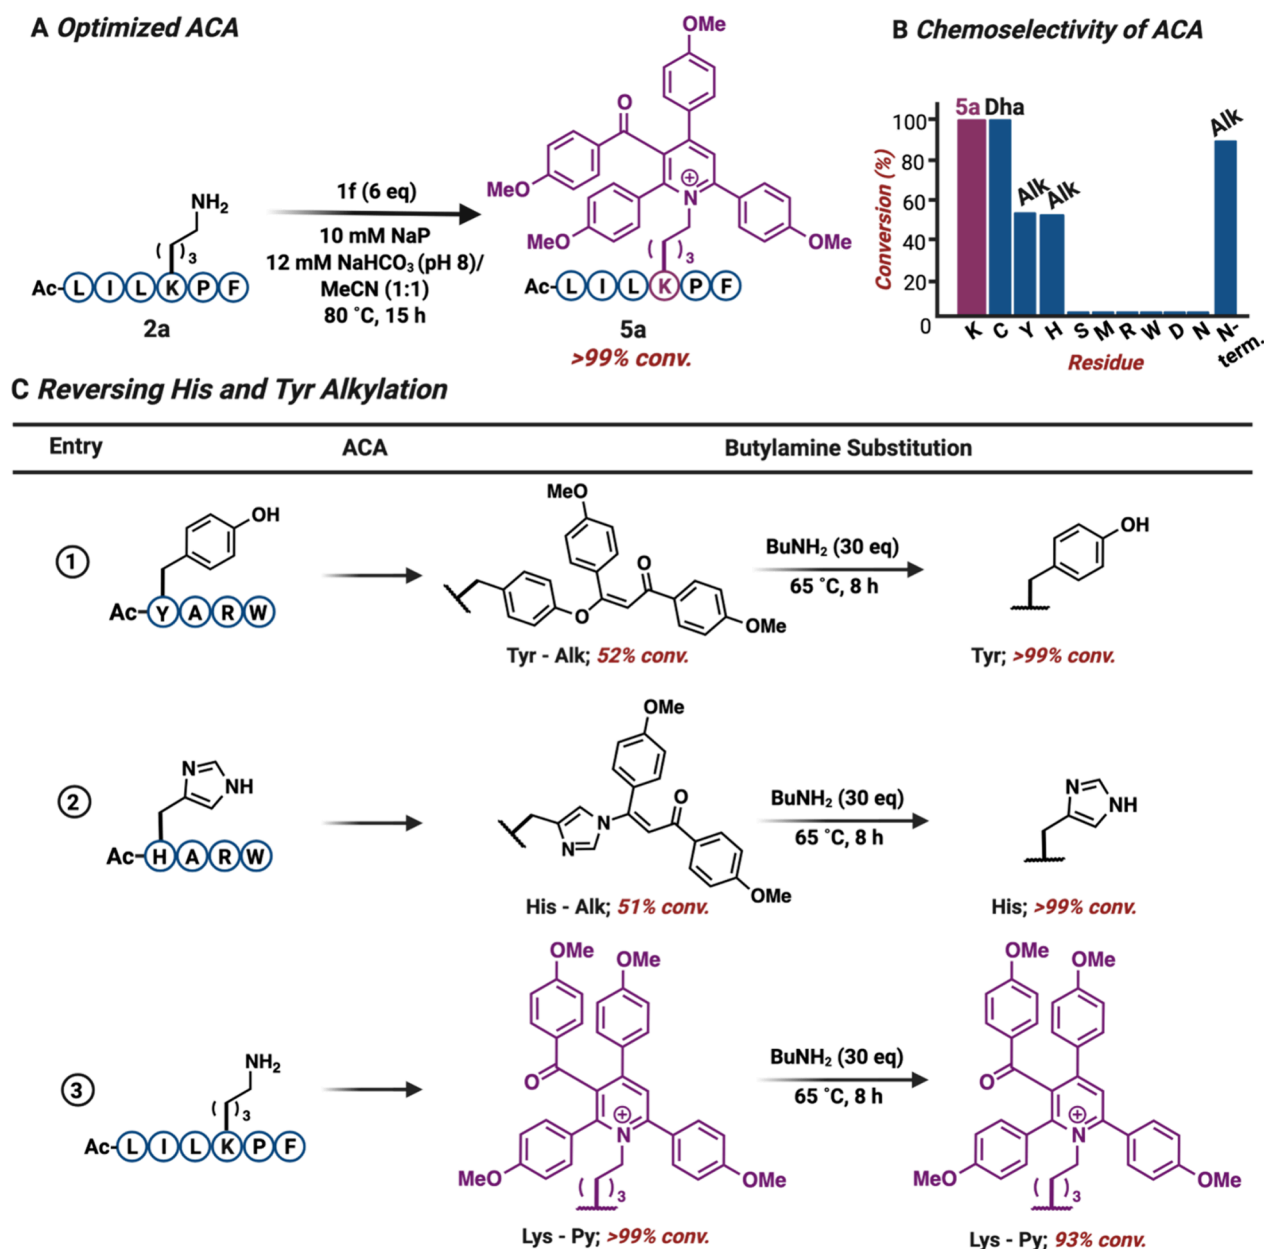 A Optimized ACA
NH₂
( )₃
Ac-L I L K P F
2a
1f (6 eq)
10 mM NaP
12 mM NaHCO₃ (pH 8)/
MeCN (1:1)
80 ˚C, 15 h
OMe
O
MeO
MeO
N
⊕
OMe
( )₃
Ac-L I L K P F
5a
>99% conv.
B Chemoselectivity of ACA
Conversion (%)
100
80
60
40
20
0
5a Dha
Alk
Alk
Alk
K C Y H S M R W D N N-term.
Residue
C Reversing His and Tyr Alkylation
Entry ACA Butylamine Substitution
1
OH
Ac-Y A R W
MeO
O
O
OMe
Tyr - Alk; 52% conv.
BuNH₂ (30 eq)
65 ˚C, 8 h
OH
Tyr; >99% conv.
2
N
NH
Ac-H A R W
OMe
O
N
N
OMe
His - Alk; 51% conv.
BuNH₂ (30 eq)
65 ˚C, 8 h
N
NH
His; >99% conv.
3
NH₂
( )₃
Ac-L I L K P F
OMe
OMe
O
⊕
N
MeO
OMe
( )₃
Lys - Py; >99% conv.
BuNH₂ (30 eq)
65 ˚C, 8 h
OMe
OMe
O
⊕
N
MeO
OMe
( )₃
Lys - Py; 93% conv.